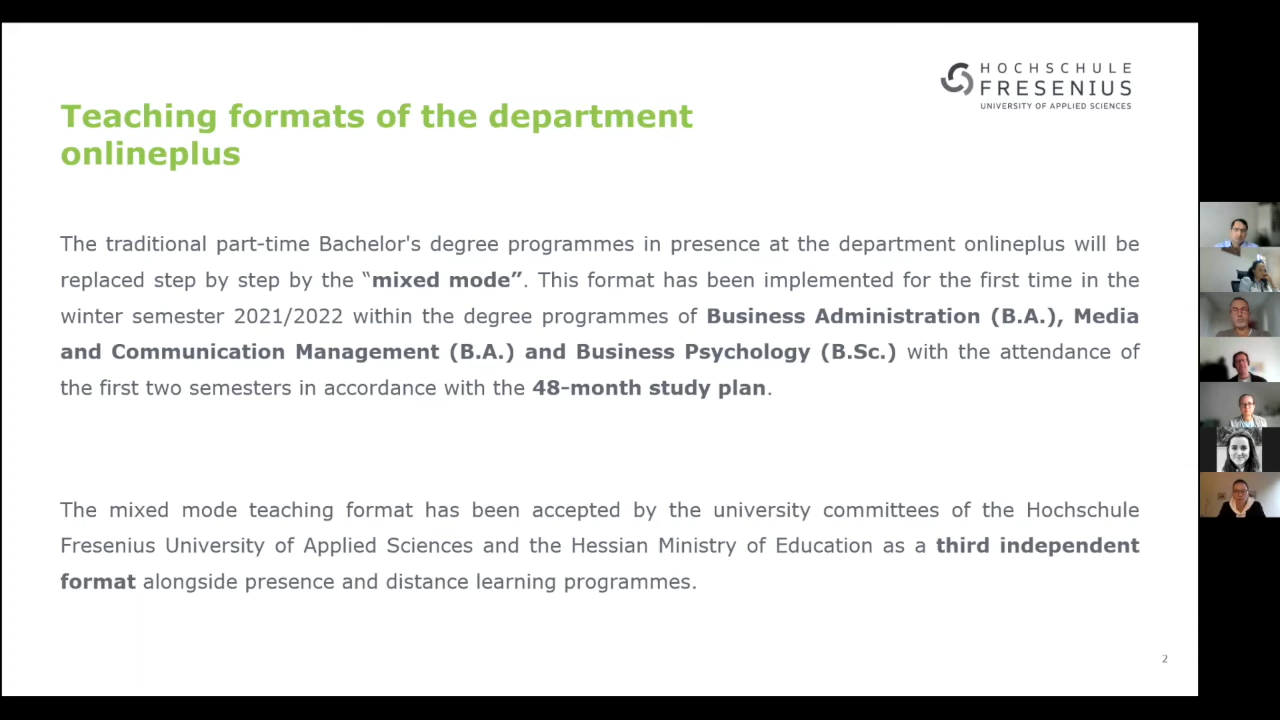 HOCHSCHULE
FRESENIUS
UNIVERSITY OF APPLIED SCIENCES
Teaching formats of the department
onlineplus
The traditional part-time Bachelor's degree programmes in presence at the department onlineplus will be
replaced step by step by the “mixed mode”. This format has been implemented for the first time in the
winter semester 2021/2022 within the degree programmes of Business Administration (B.A.), Media
and Communication Management (B.A.) and Business Psychology (B.Sc.) with the attendance of
the first two semesters in accordance with the 48-month study plan.
The mixed mode teaching format has been accepted by the university committees of the Hochschule
Fresenius University of Applied Sciences and the Hessian Ministry of Education as a third independent
format alongside presence and distance learning programmes.
2